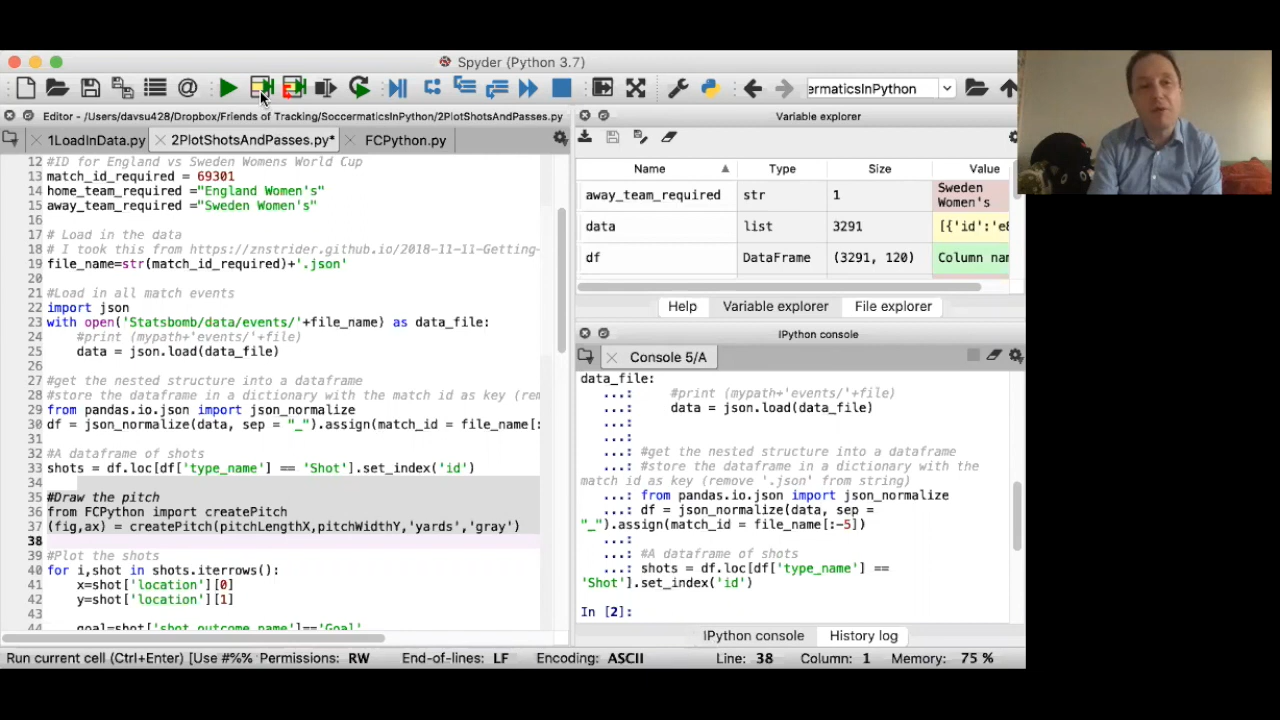 Spyder (Python 3.7)
ermaticsInPython
Editor - /Users/davsu428/Dropbox/Friends of Tracking/SoccermaticsInPython/2PlotShotsAndPasses.py
1LoadInData.py
2PlotShotsAndPasses.py*
FCPython.py
12 #ID for England vs Sweden Womens World Cup
13 match_id_required = 69301
14 home_team_required ="England Women's"
15 away_team_required ="Sweden Women's"
16
17 # Load in the data
18 # I took this from https://znstrider.github.io/2018-11-11-Getting-
19 file_name=str(match_id_required)+'.json'
20
21 #Load in all match events
22 import json
23 with open('Statsbomb/data/events/'+file_name) as data_file:
24 #print (mypath+'events/'+file)
25 data = json.load(data_file)
26
27 #get the nested structure into a dataframe
28 #store the dataframe in a dictionary with the match id as key (rem
29 from pandas.io.json import json_normalize
30 df = json_normalize(data, sep = "_").assign(match_id = file_name[:
31
32 #A dataframe of shots
33 shots = df.loc[df['type_name'] == 'Shot'].set_index('id')
34
35 #Draw the pitch
36 from FCPython import createPitch
37 (fig,ax) = createPitch(pitchLengthX,pitchWidthY,'yards','gray')
38
39 #Plot the shots
40 for i,shot in shots.iterrows():
41 x=shot['location'][0]
42 y=shot['location'][1]
43
44 goal=shot['shot_outcome_name']=='Goal'
Variable explorer
Name Type Size Value
away_team_required str 1 Sweden
Women's
data list 3291 [{'id':'e8
df DataFrame (3291, 120) Column nam
Help Variable explorer File explorer
IPython console
Console 5/A
data_file:
...: #print (mypath+'events/'+file)
...: data = json.load(data_file)
...:
...:
...: #get the nested structure into a dataframe
...: #store the dataframe in a dictionary with the
match id as key (remove '.json' from string)
...: from pandas.io.json import json_normalize
...: df = json_normalize(data, sep =
"_").assign(match_id = file_name[:-5])
...:
...: #A dataframe of shots
...: shots = df.loc[df['type_name'] ==
'Shot'].set_index('id')
In [2]:
IPython console History log
Run current cell (Ctrl+Enter) [Use #%% Permissions: RW End-of-lines: LF Encoding: ASCII Line: 38 Column: 1 Memory: 75 %